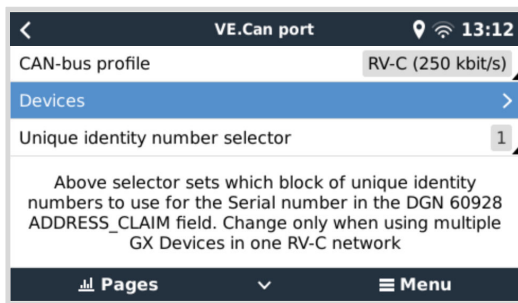 VE.Can port 13:12
CAN-bus profile RV-C (250 kbit/s)
Devices
Unique identity number selector 1
Above selector sets which block of unique identity
numbers to use for the Serial number in the DGN 60928
ADDRESS_CLAIM field. Change only when using multiple
GX Devices in one RV-C network
Pages Menu